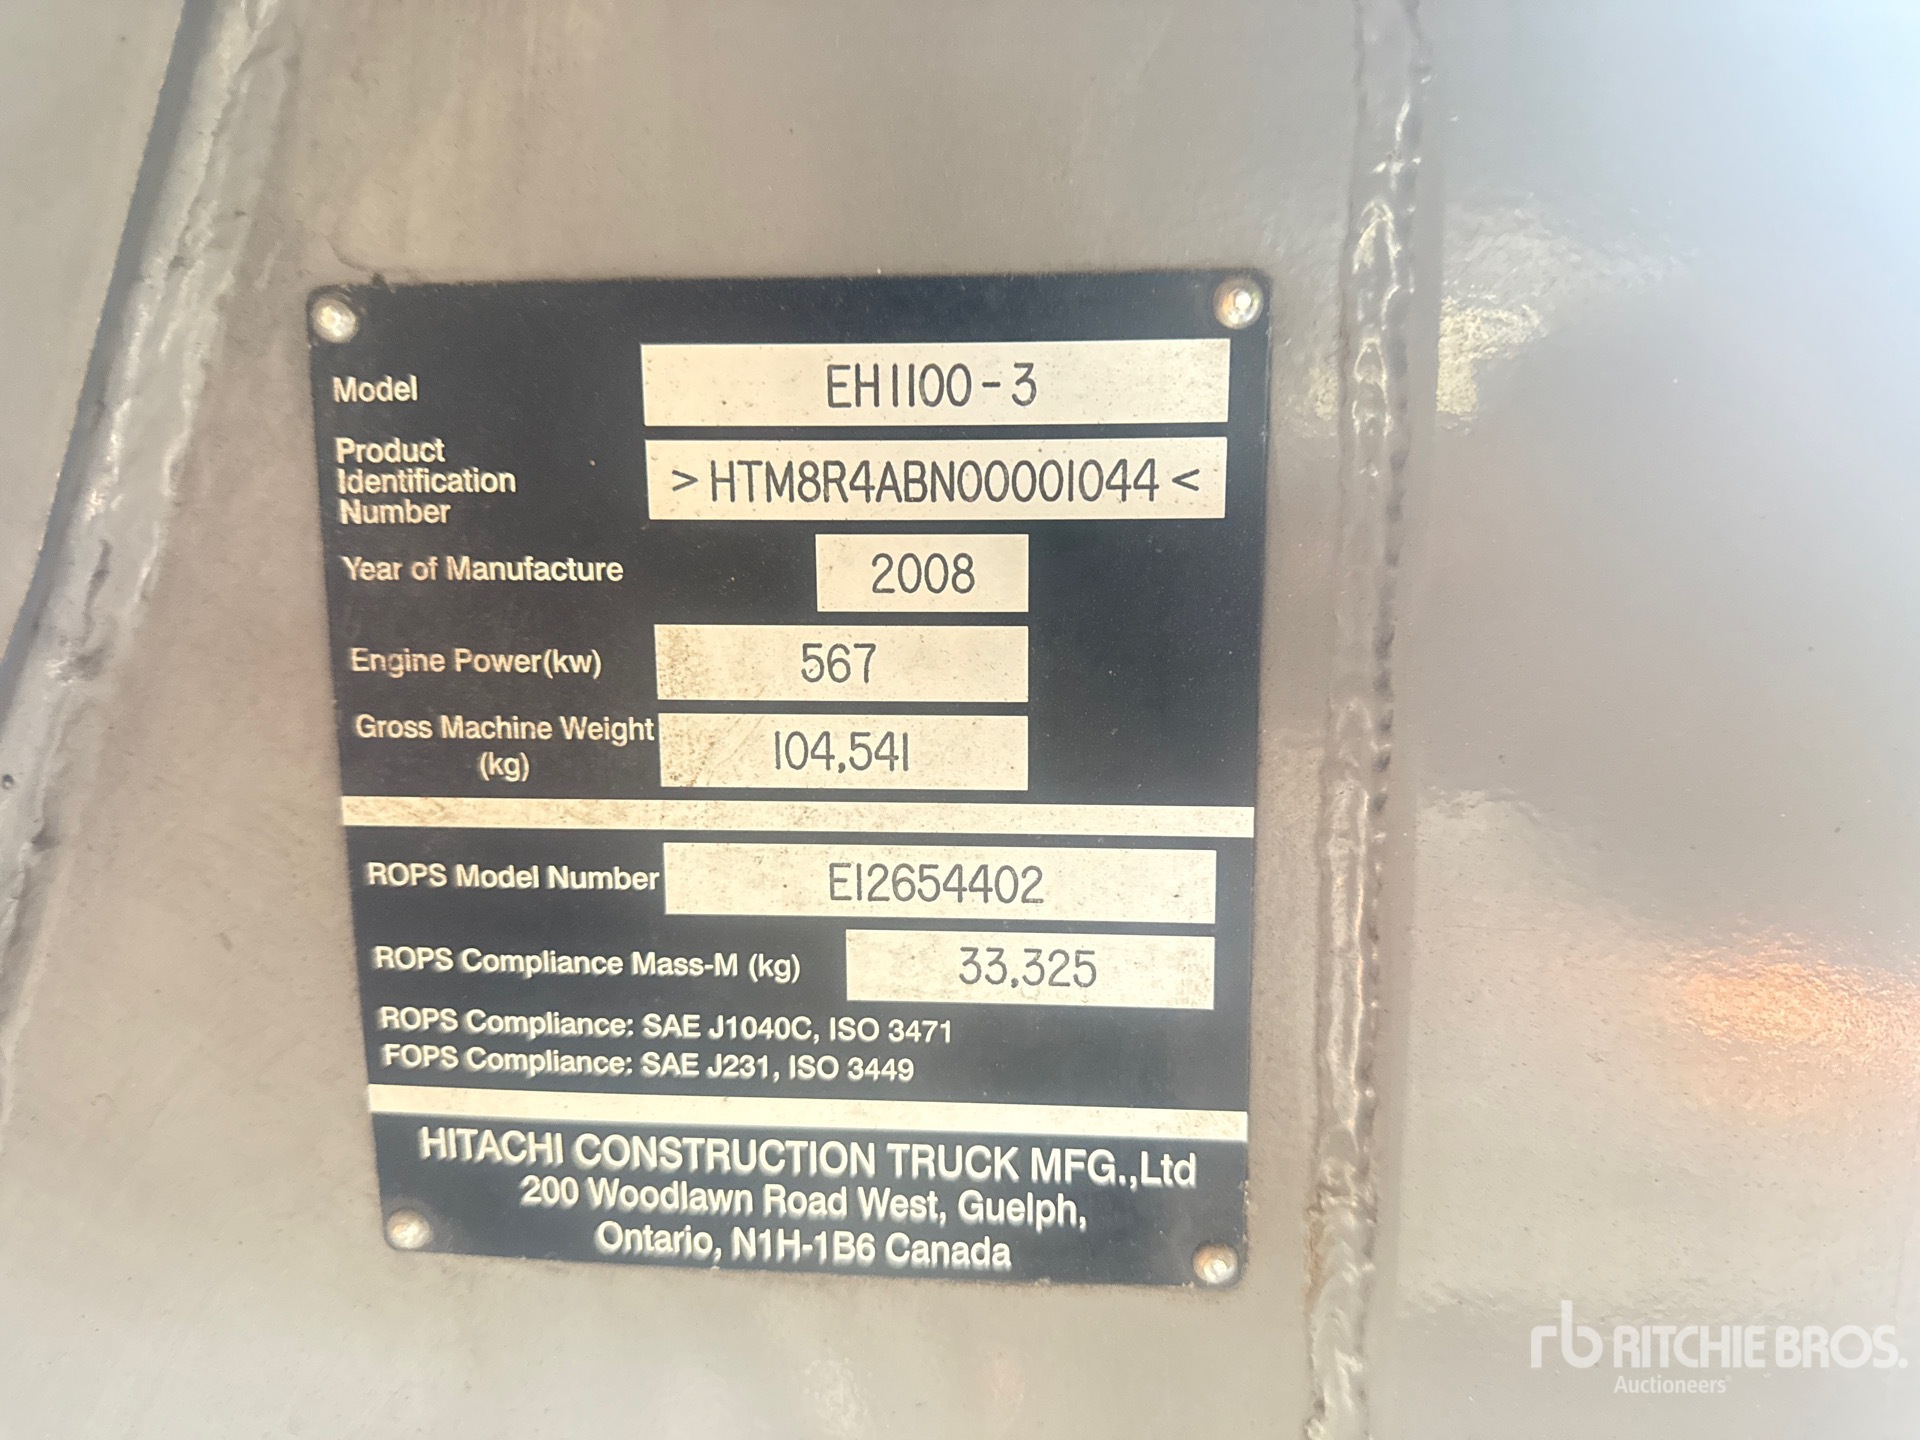 Model EH1100-3
Product
Identification
Number
>HTM8R4ABN00001044<
Year of Manufacture 2008
Engine Power(kw) 567
Gross Machine Weight
(kg)
104,541
ROPS Model Number E12654402
ROPS Compliance Mass-M (kg) 33,325
ROPS Compliance: SAE J1040C, ISO 3471
FOPS Compliance: SAE J231, ISO 3449
HITACHI CONSTRUCTION TRUCK MFG.,Ltd
200 Woodlawn Road West, Guelph,
Ontario, N1H-1B6 Canada
rb RITCHIE BROS.
Auctioneers